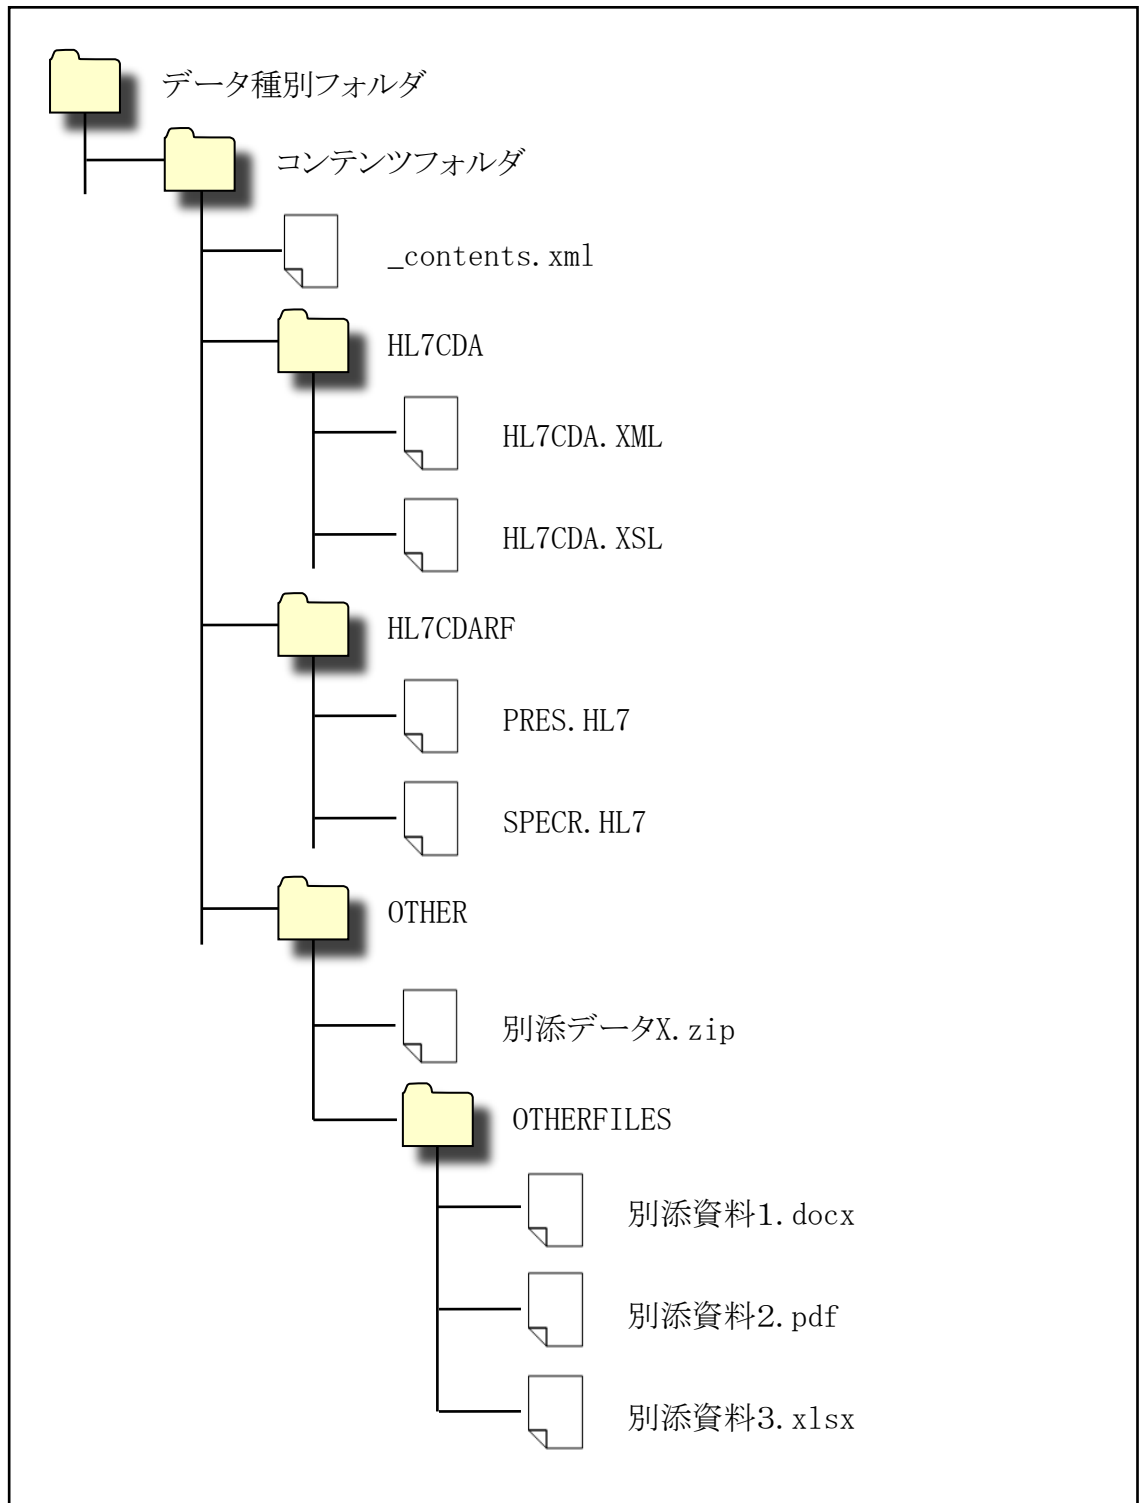 データ種別フォルダ
コンテンツフォルダ
_contents.xml
HL7CDA
HL7CDA.XML
HL7CDA.XSL
HL7CDARF
PRES.HL7
SPECR.HL7
OTHER
別添データX.zip
OTHERFILES
別添資料1.docx
別添資料2.pdf
別添資料3.xlsx